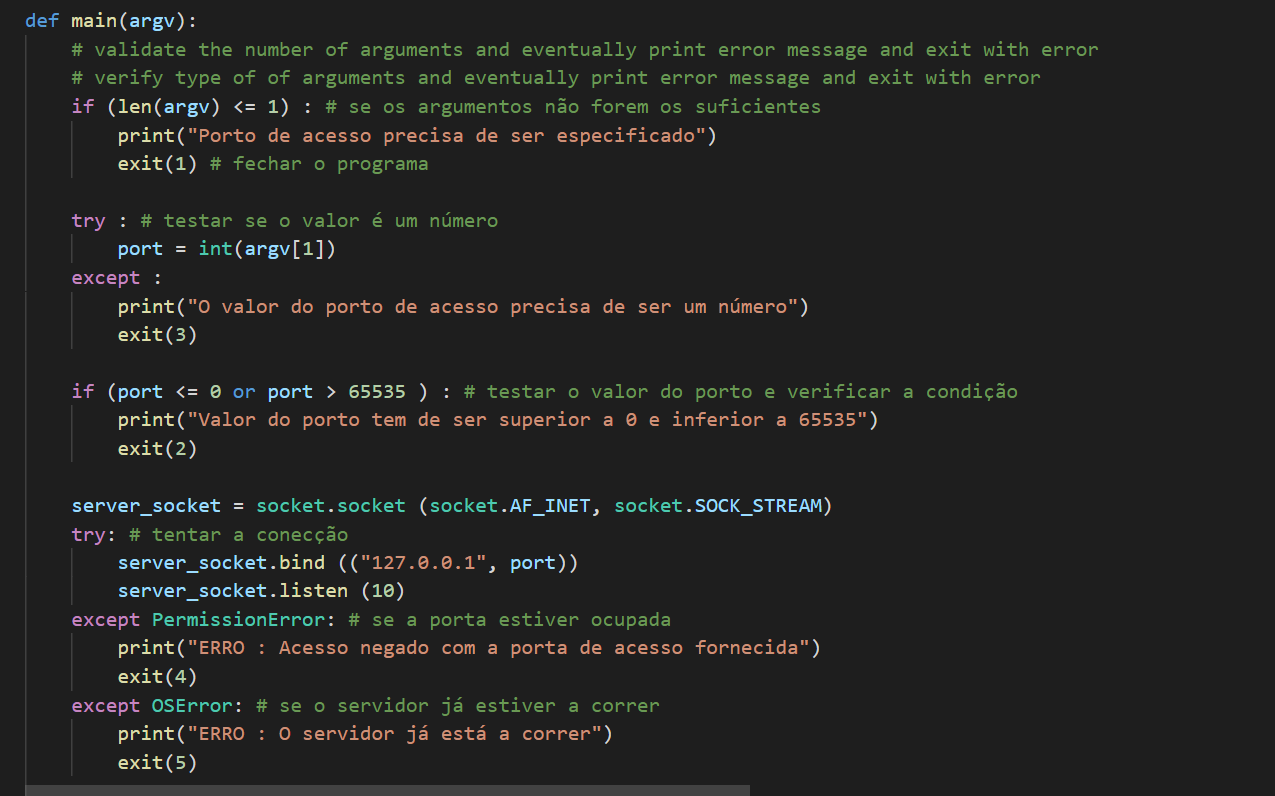 def main(argv):
    # validate the number of arguments and eventually print error message and exit with error
    # verify type of of arguments and eventually print error message and exit with error
    if (len(argv) <= 1) : # se os argumentos não forem os suficientes
        print("Porto de acesso precisa de ser especificado")
        exit(1) # fechar o programa

    try : # testar se o valor é um número
        port = int(argv[1])
    except :
        print("O valor do porto de acesso precisa de ser um número")
        exit(3)

    if (port <= 0 or port > 65535 ) : # testar o valor do porto e verificar a condição
        print("Valor do porto tem de ser superior a 0 e inferior a 65535")
        exit(2)

    server_socket = socket.socket (socket.AF_INET, socket.SOCK_STREAM)
    try: # tentar a conecção
        server_socket.bind (("127.0.0.1", port))
        server_socket.listen (10)
    except PermissionError: # se a porta estiver ocupada
        print("ERRO : Acesso negado com a porta de acesso fornecida")
        exit(4)
    except OSError: # se o servidor já estiver a correr
        print("ERRO : O servidor já está a correr")
        exit(5)